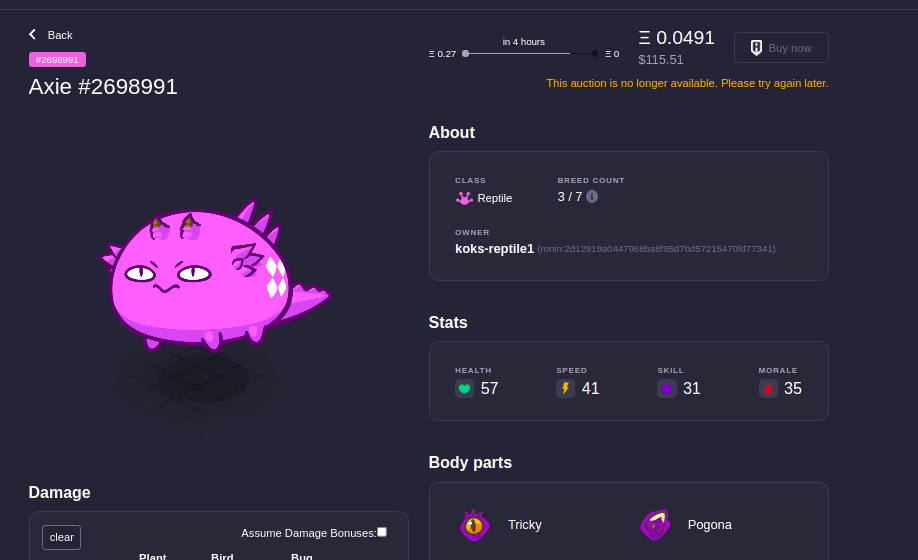 Back
#2698991
Axie #2698991
in 4 hours
Ξ 0.27
Ξ 0
Ξ 0.0491
$115.51
Buy now
This auction is no longer available. Please try again later.
About
CLASS
BREED COUNT
Reptile
3 / 7
OWNER
koks-reptile1 (ronin:2d12919a0447968ba8f95d7bd57215470fd77341)
Stats
HEALTH
SPEED
SKILL
MORALE
57
41
31
35
Body parts
Tricky
Pogona
Damage
clear
Assume Damage Bonuses:
Plant
Bird
Bug